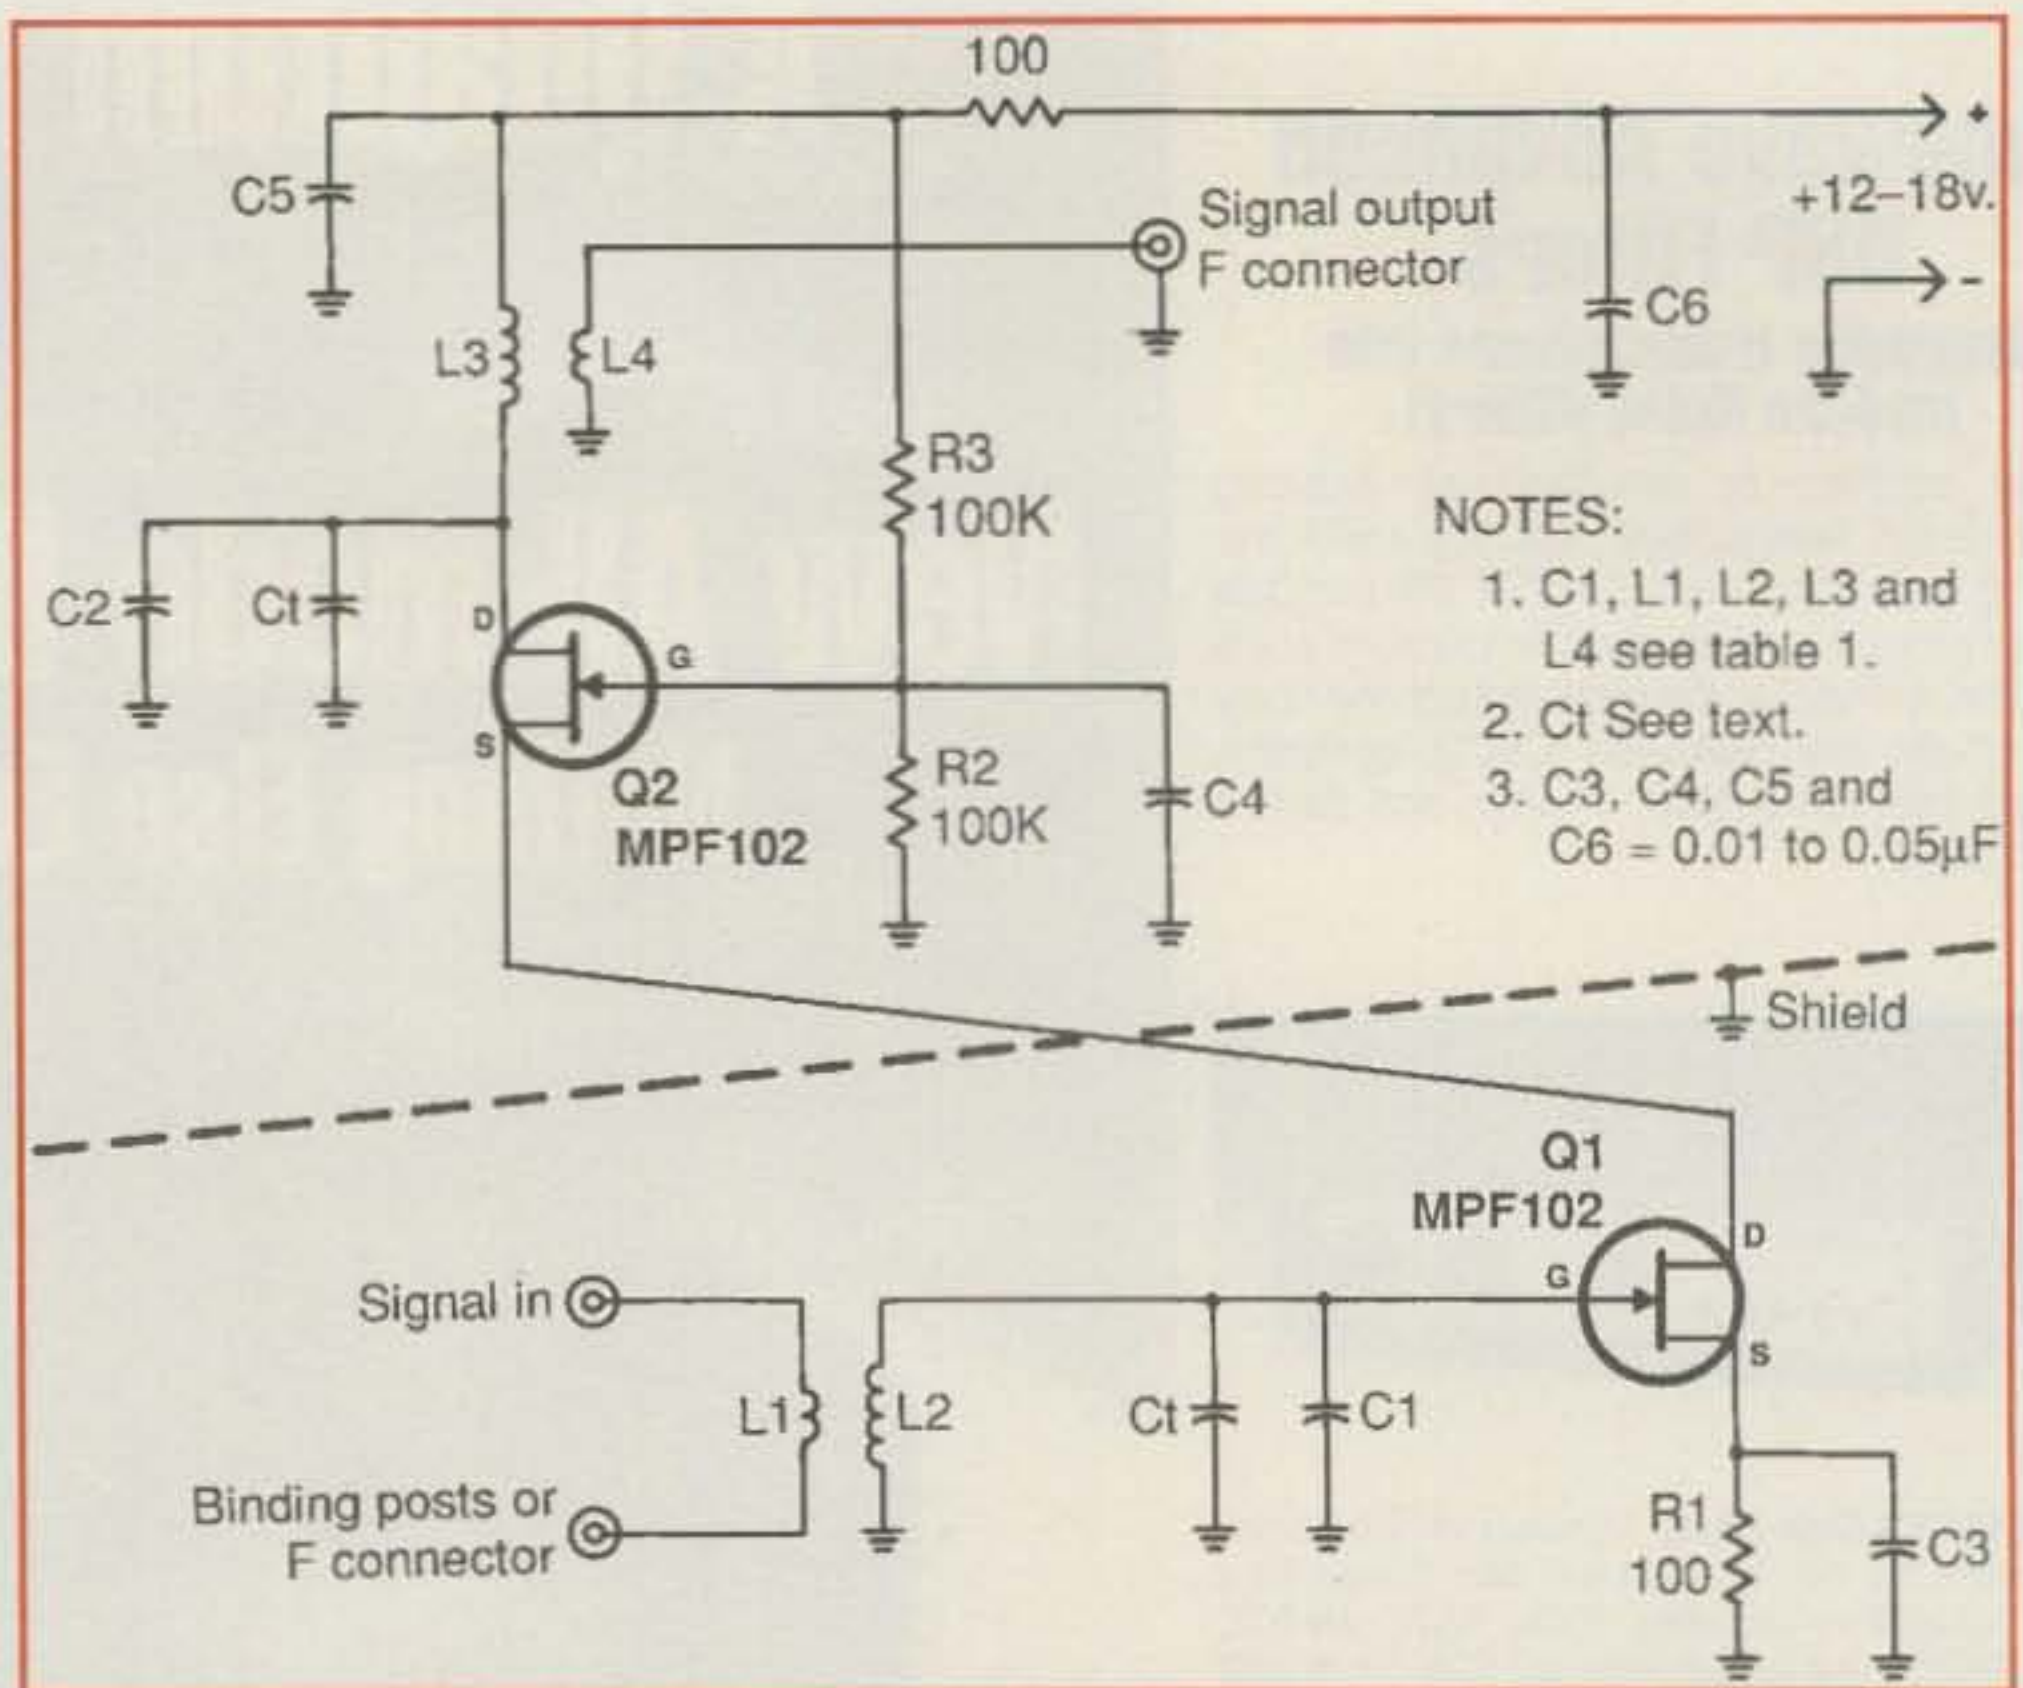 100
+
C5
Signal output
F connector
+12–18v.
C6
-
L3
L4
R3
100K
NOTES:
1. C1, L1, L2, L3 and
L4 see table 1.
2. Ct See text.
3. C3, C4, C5 and
C6 = 0.01 to 0.05µF
C2
Ct
D
G
S
Q2
MPF102
R2
100K
C4
Shield
Q1
MPF102
D
G
S
Signal in
L1
L2
Ct
C1
Binding posts or
F connector
R1
100
C3